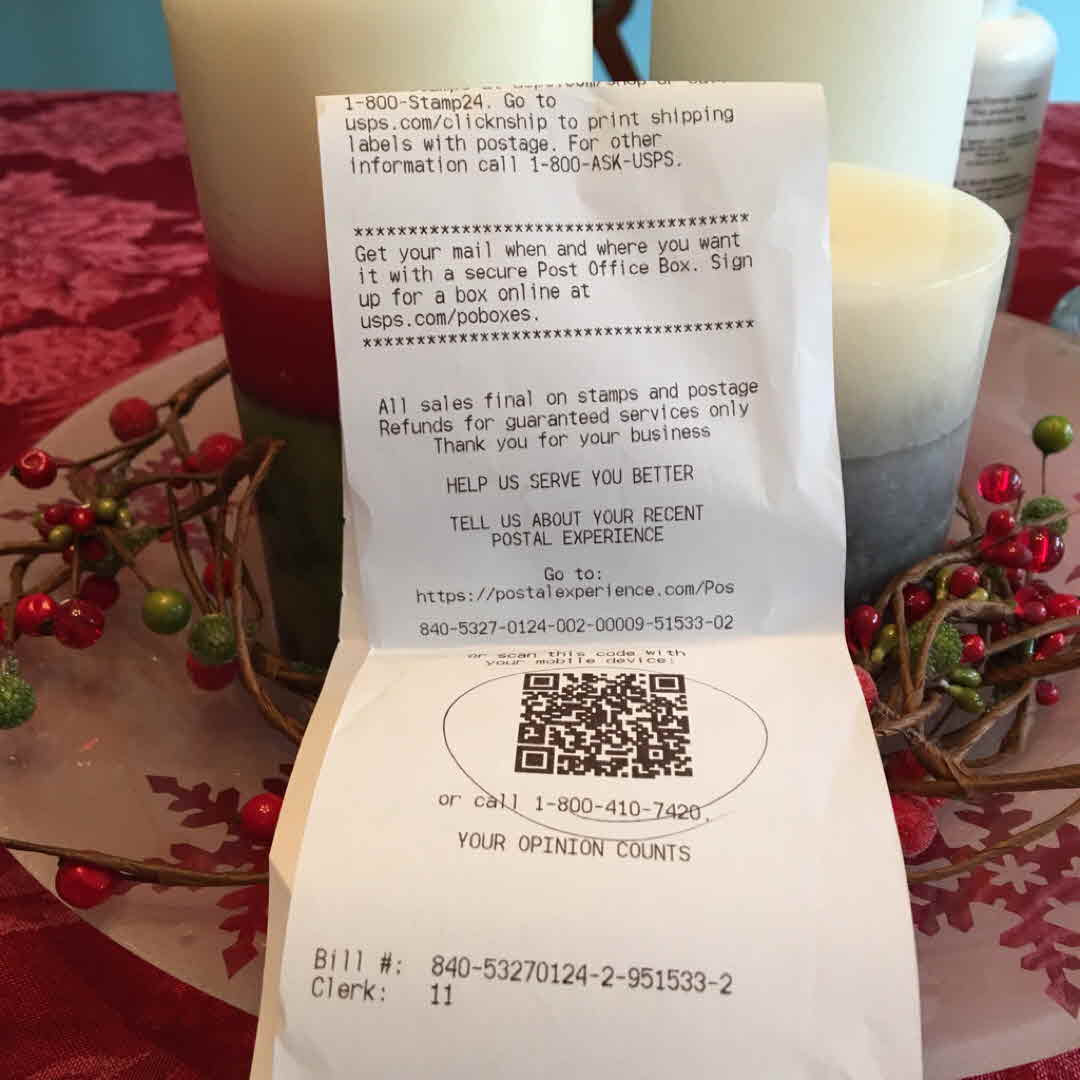 1-800-Stamp24. Go to
usps.com/clicknship to print shipping
labels with postage. For other
information call 1-800-ASK-USPS.
***************************************
Get your mail when and where you want
it with a secure Post Office Box. Sign
up for a box online at
usps.com/poboxes.
***************************************
All sales final on stamps and postage
Refunds for guaranteed services only
Thank you for your business
HELP US SERVE YOU BETTER
TELL US ABOUT YOUR RECENT
POSTAL EXPERIENCE
Go to:
https://postalexperience.com/Pos
840-5327-0124-002-00009-51533-02
or scan this code with
your mobile device:
or call 1-800-410-7420.
YOUR OPINION COUNTS
Bill #: 840-53270124-2-951533-2
Clerk: 11